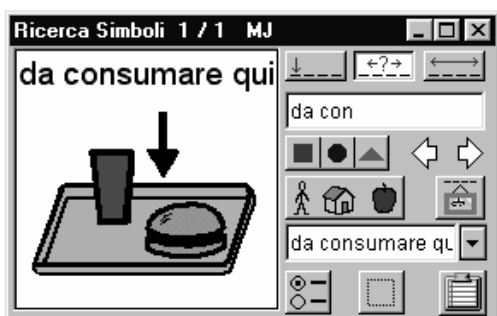 Ricerca Simboli 1 / 1 MJ
da consumare qui
?
da con
da consumare qu